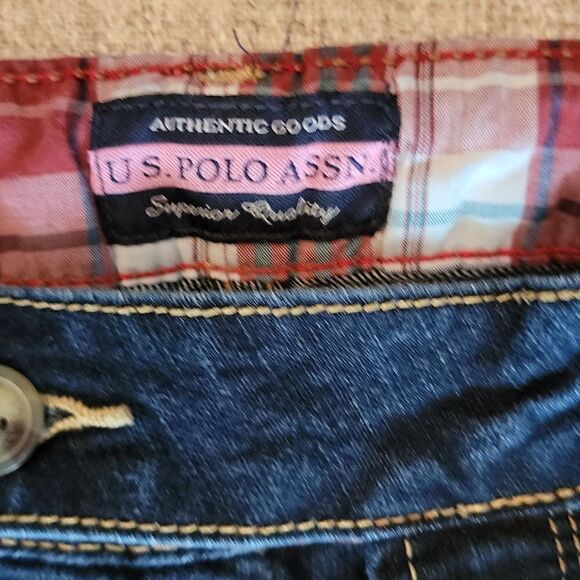 AUTHENTIC GOODS
U.S. POLO ASSN.
Superior Quality